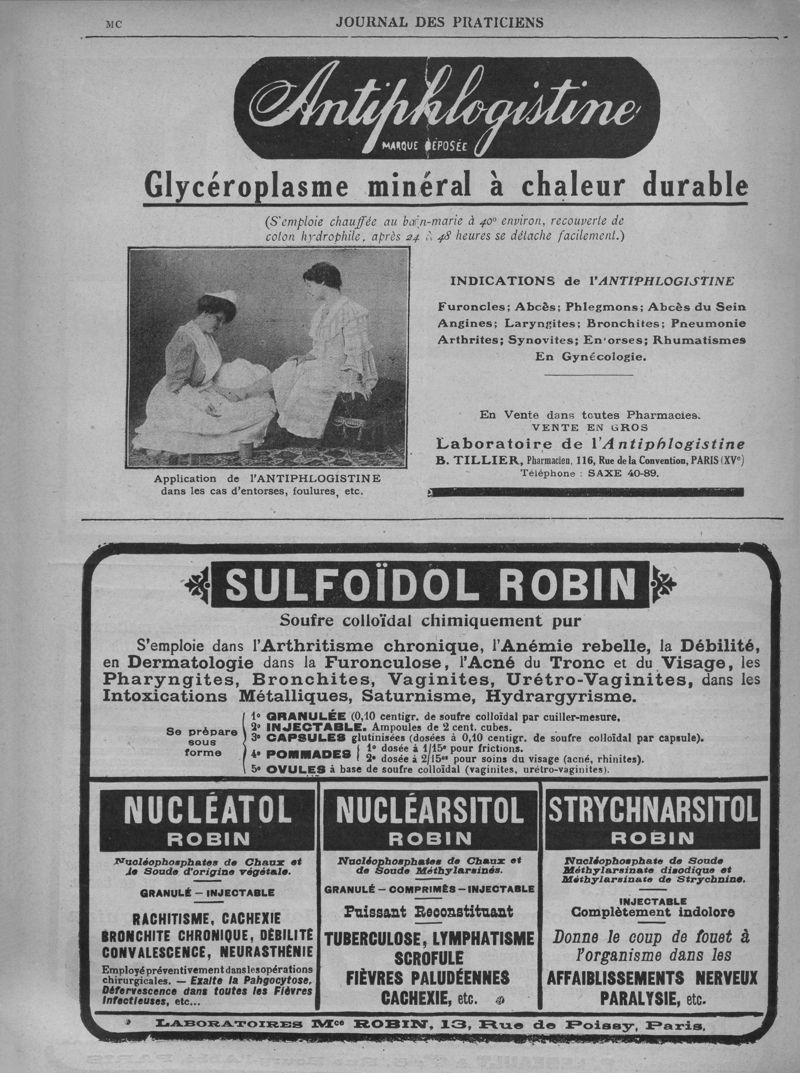 MC
JOURNAL DES PRATICIENS
Antiphlogistine
MARQUE DÉPOSÉE
Glycéroplasme minéral à chaleur durable
(S'emploie chauffée au bain-marie à 40º environ, recouverte de
coton hydrophile, après 24 à 48 heures se détache facilement.)
INDICATIONS de l'ANTIPHLOGISTINE
Furoncles; Abcès; Phlegmons; Abcès du Sein
Angines; Laryngites; Bronchites; Pneumonie
Arthrites; Synovites; Entorses; Rhumatismes
En Gynécologie.
En Vente dans toutes Pharmacies.
VENTE EN GROS
Laboratoire de l'Antiphlogistine
B. TILLIER, Pharmacien, 116, Rue de la Convention, PARIS (XVe)
Téléphone : SAXE 40-89.
Application de l'ANTIPHLOGISTINE
dans les cas d'entorses, foulures, etc.
SULFOÏDOL ROBIN
Soufre colloïdal chimiquement pur
S'emploie dans l'Arthritisme chronique, l'Anémie rebelle, la Débilité,
en Dermatologie dans la Furonculose, l'Acné du Tronc et du Visage, les
Pharyngites, Bronchites, Vaginites, Urétro-Vaginites, dans les
Intoxications Métalliques, Saturnisme, Hydrargyrisme.
Se prépare
sous
forme
1º GRANULÉE (0,10 centigr. de soufre colloïdal par cuiller-mesure.
2º INJECTABLE. Ampoules de 2 cent. cubes.
3º CAPSULES glutinisées (dosées à 0,10 centigr. de soufre colloïdal par capsule).
4º POMMADES
1º dosée à 1/15e pour frictions.
2º dosée à 2/15es pour soins du visage (acné, rhinites).
5º OVULES à base de soufre colloïdal (vaginites, urétro-vaginites).
NUCLÉATOL
ROBIN
Nucléophosphates de Chaux et
de Soude d'origine végétale.
GRANULÉ – INJECTABLE
RACHITISME, CACHEXIE
BRONCHITE CHRONIQUE, DÉBILITÉ
CONVALESCENCE, NEURASTHÉNIE
Employé préventivement dans les opérations
chirurgicales. — Exalte la Pahgocytose,
Défervescence dans toutes les Fièvres
Infectieuses, etc...
NUCLÉARSITOL
ROBIN
Nucléophosphates de Chaux et
de Soude Méthylarsinés.
GRANULÉ – COMPRIMÉS – INJECTABLE
Puissant Reconstituant
TUBERCULOSE, LYMPHATISME
SCROFULE
FIÈVRES PALUDÉENNES
CACHEXIE, etc.
STRYCHNARSITOL
ROBIN
Nucléophosphate de Soude
Méthylarsinate disodique et
Méthylarsinate de Strychnine.
INJECTABLE
Complètement indolore
Donne le coup de fouet à
l'organisme dans les
AFFAIBLISSEMENTS NERVEUX
PARALYSIE, etc.
LABORATOIRES Mce ROBIN, 13, Rue de Poissy, Paris.